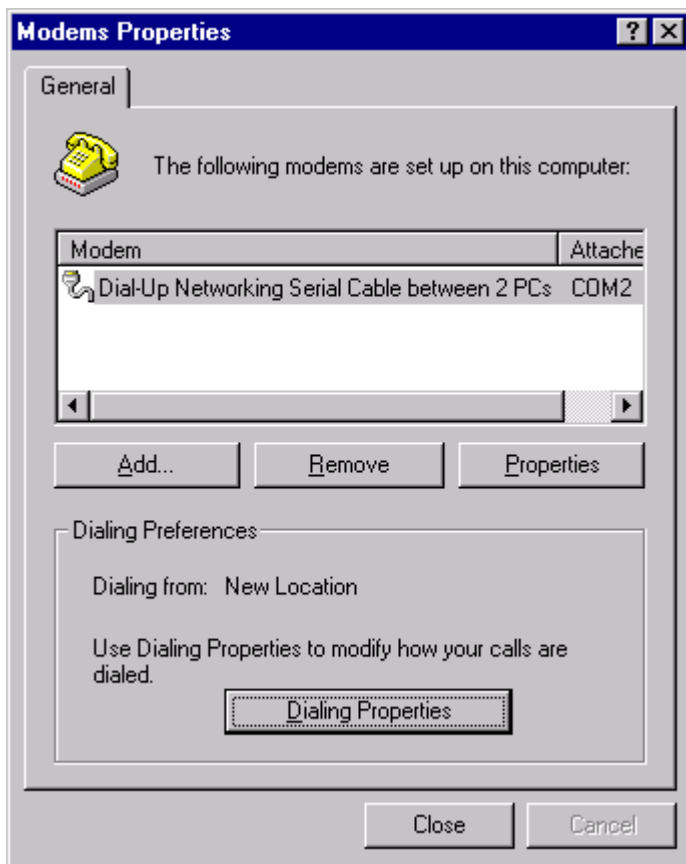 Modems Properties
General
The following modems are set up on this computer:
Modem Attache
Dial-Up Networking Serial Cable between 2 PCs COM2
Add... Remove Properties
Dialing Preferences
Dialing from: New Location
Use Dialing Properties to modify how your calls are
dialed.
Dialing Properties
Close Cancel